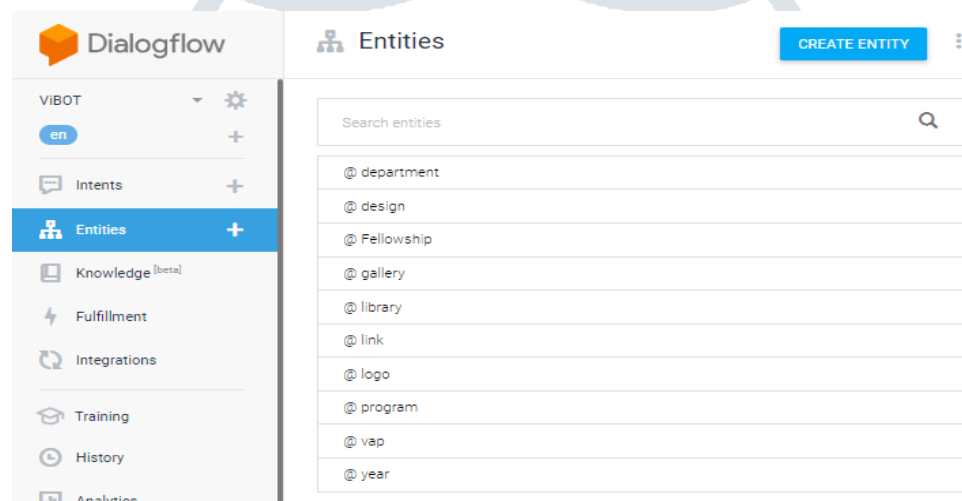 Dialogflow
ViBOT
en
Intents
Entities
Knowledge [beta]
Fulfillment
Integrations
Training
History
Analytics
Entities
CREATE ENTITY
Search entities
@ department
@ design
@ Fellowship
@ gallery
@ library
@ link
@ logo
@ program
@ vap
@ year